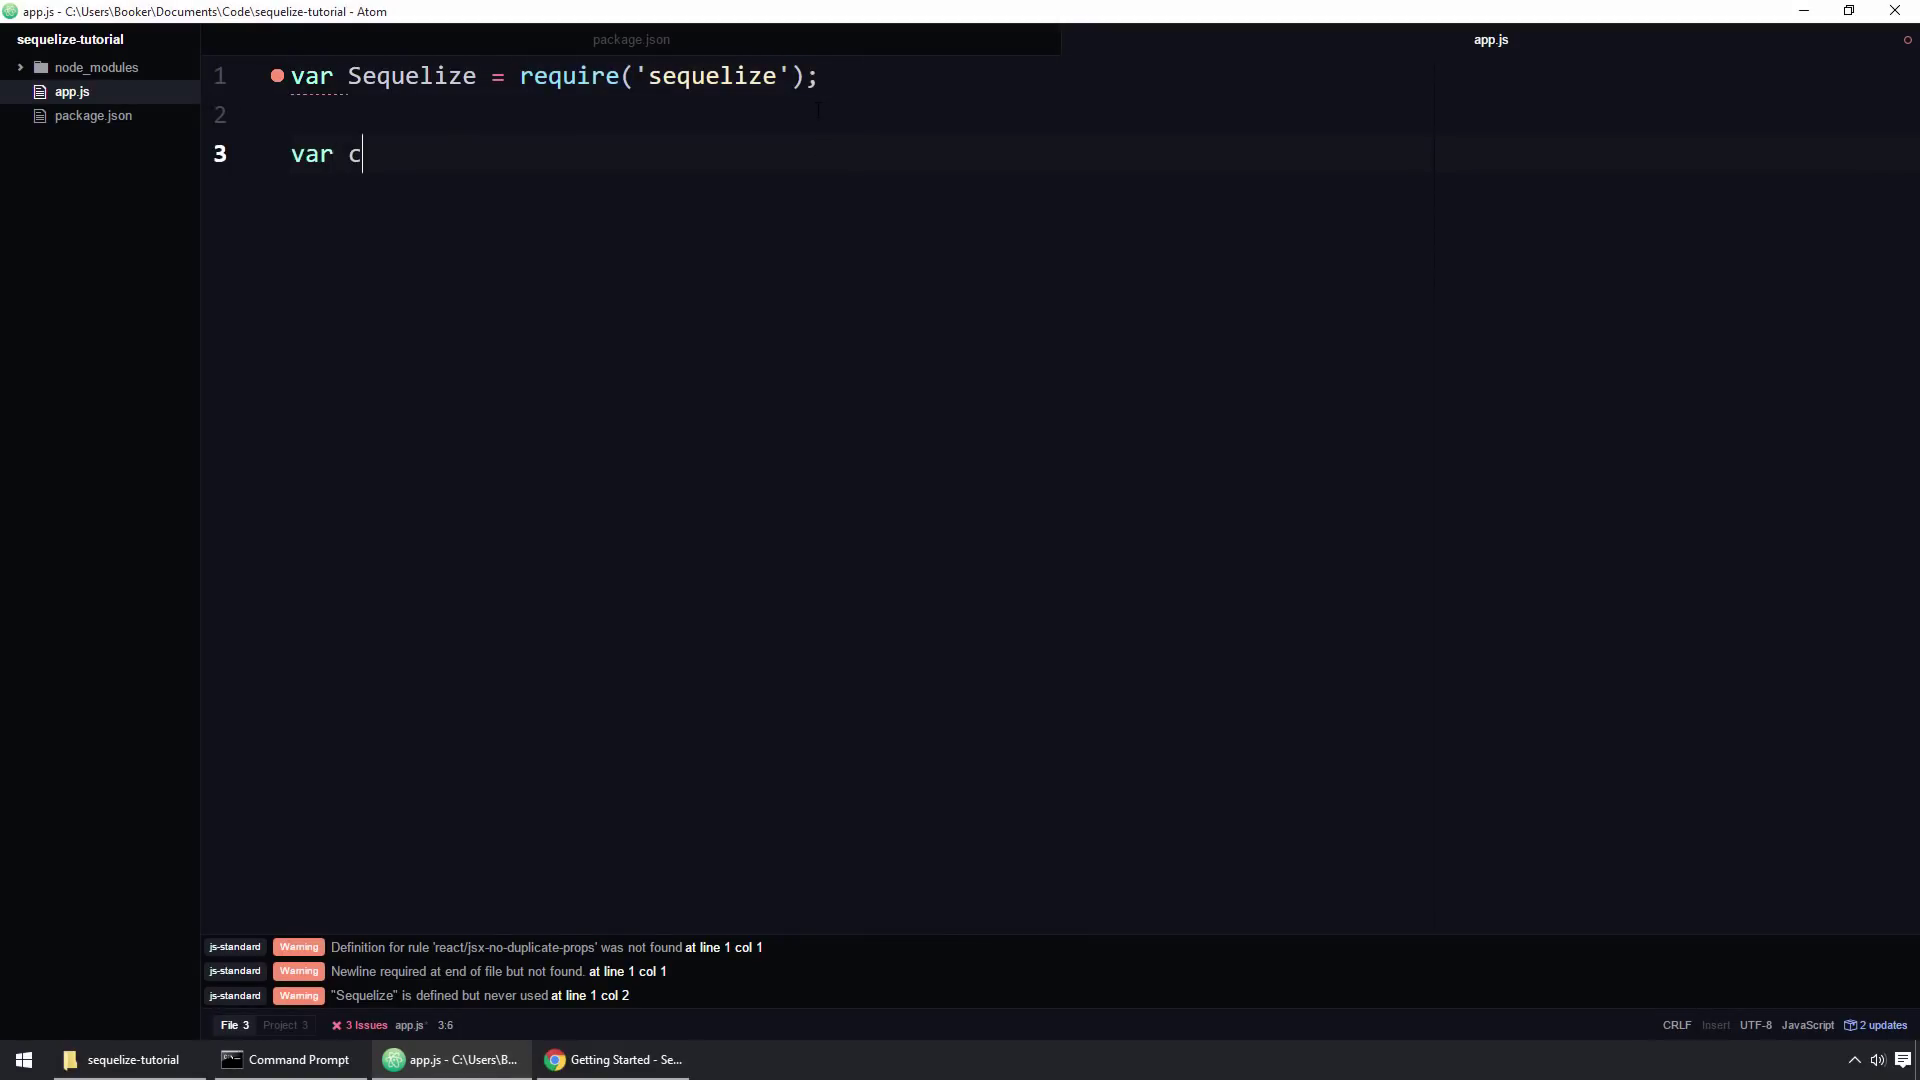 app.js - C:\Users\Booker\Documents\Code\sequelize-tutorial - Atom
sequelize-tutorial
package.json
app.js
node_modules
app.js
package.json
1 var Sequelize = require('sequelize');
2
3 var c
js-standard Warning Definition for rule 'react/jsx-no-duplicate-props' was not found at line 1 col 1
js-standard Warning Newline required at end of file but not found. at line 1 col 1
js-standard Warning "Sequelize" is defined but never used at line 1 col 2
File 3 Project 3 3 Issues app.js* 3:6 CRLF Insert UTF-8 JavaScript 2 updates
sequelize-tutorial Command Prompt app.js - C:\Users\B... Getting Started - Se...